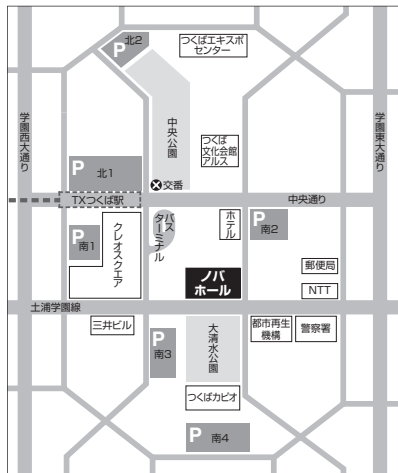 北2
P
つくばエキスポ
センター
学園西大通り
中央公園
学園東大通り
つくば
文化会館
アルス
P
北1
交番
TXつくば駅
中央通り
P
南1
クレオスクエア
バス
ターミナル
ホテル
P
南2
ノバ
ホール
郵便局
NTT
土浦学園線
三井ビル
P
南3
大清水公園
都市再生
機構
警察署
つくばカピオ
P
南4